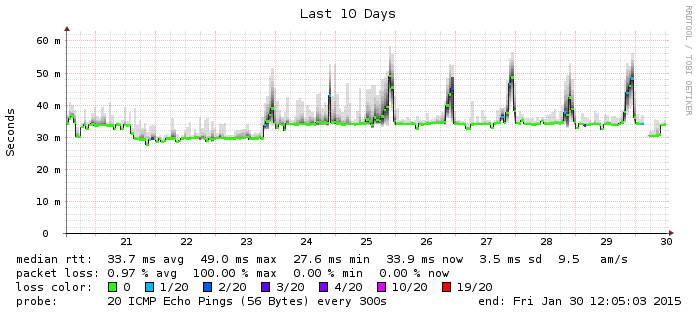 Last 10 Days
RRDTOOL / TOBI OETIKER
Seconds
60 m
50 m
40 m
30 m
20 m
10 m
0
21 22 23 24 25 26 27 28 29 30
median rtt: 33.7 ms avg 49.0 ms max 27.6 ms min 33.9 ms now 3.5 ms sd 9.5 am/s
packet loss: 0.97 % avg 100.00 % max 0.00 % min 0.00 % now
loss color: 0 1/20 2/20 3/20 4/20 10/20 19/20
probe: 20 ICMP Echo Pings (56 Bytes) every 300s end: Fri Jan 30 12:05:03 2015